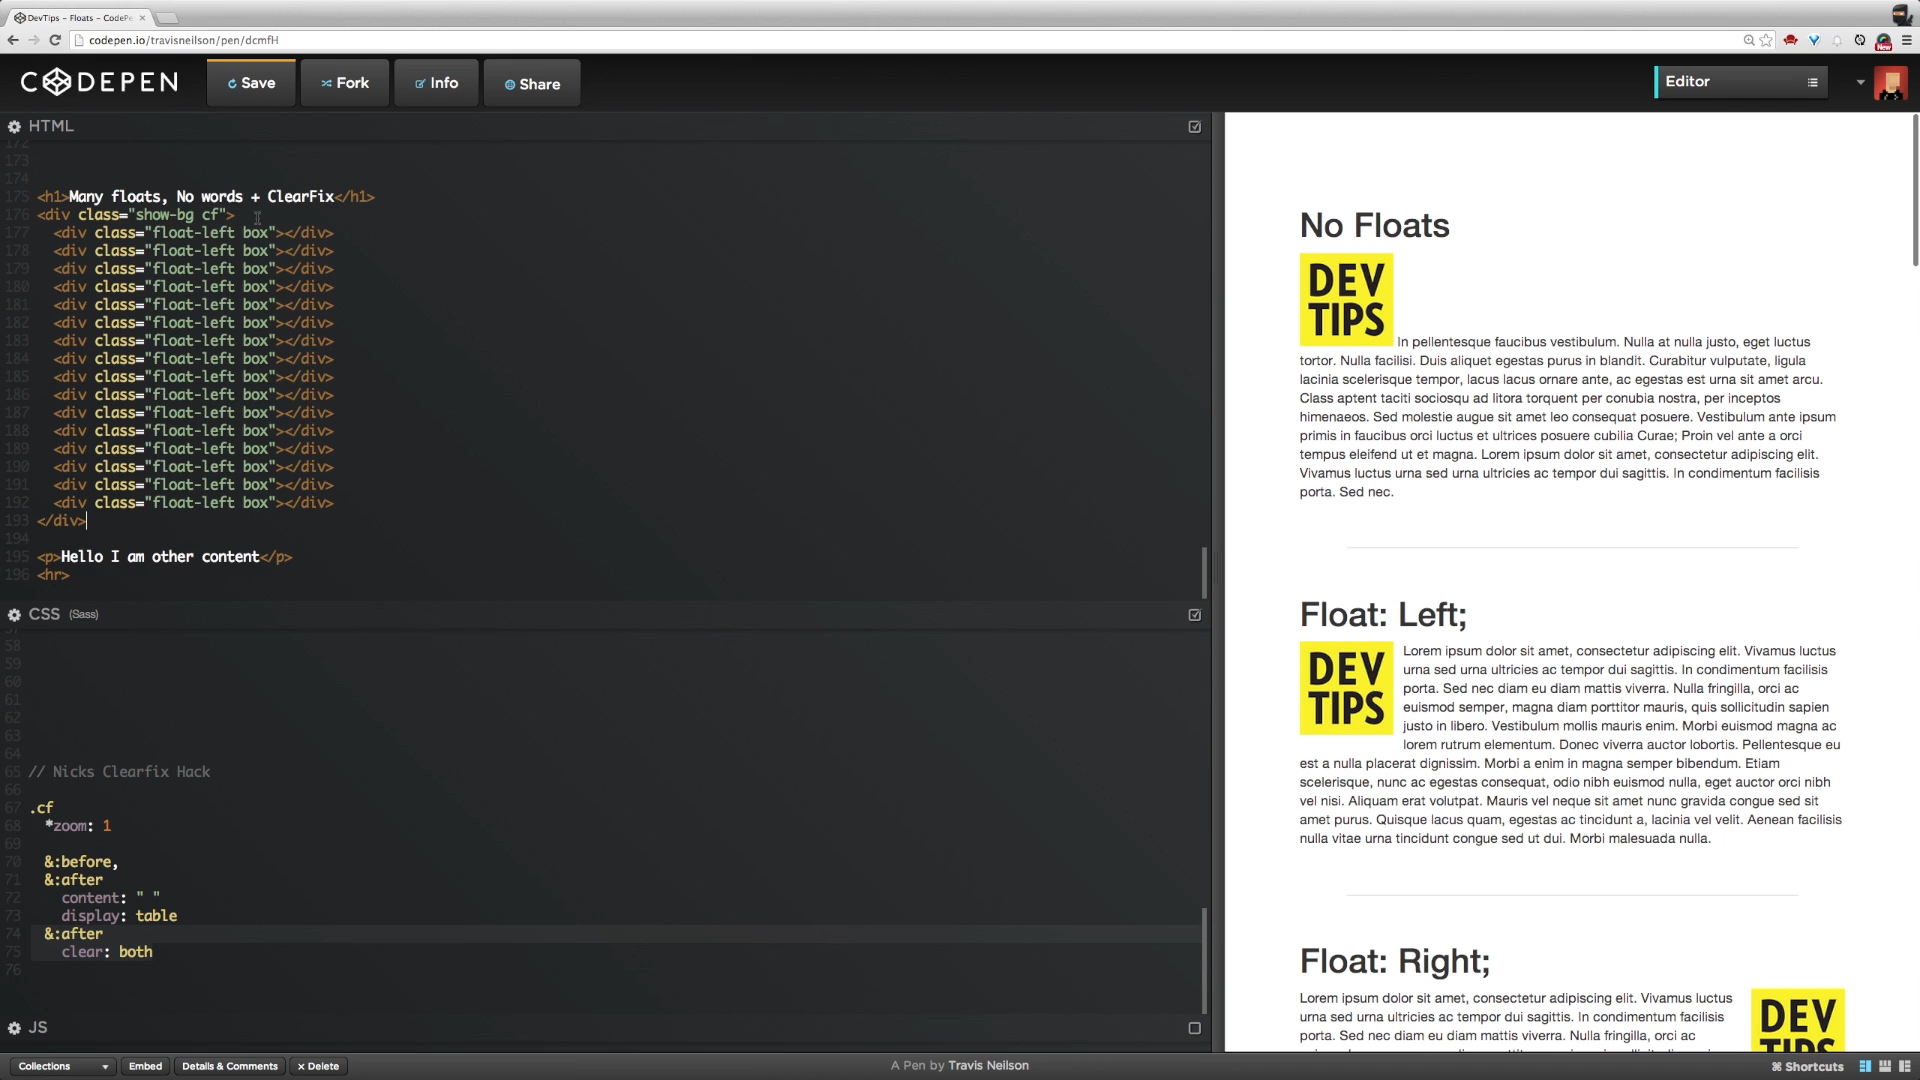 DevTips – Floats – CodePe
codepen.io/travisneilson/pen/dcmfH
New
CODEPEN
Save
Fork
Info
Share
Editor
HTML
172
173
174
175 <h1>Many floats, No words + ClearFix</h1>
176 <div class="show-bg cf">
177 <div class="float-left box"></div>
178 <div class="float-left box"></div>
179 <div class="float-left box"></div>
180 <div class="float-left box"></div>
181 <div class="float-left box"></div>
182 <div class="float-left box"></div>
183 <div class="float-left box"></div>
184 <div class="float-left box"></div>
185 <div class="float-left box"></div>
186 <div class="float-left box"></div>
187 <div class="float-left box"></div>
188 <div class="float-left box"></div>
189 <div class="float-left box"></div>
190 <div class="float-left box"></div>
191 <div class="float-left box"></div>
192 <div class="float-left box"></div>
193 </div>
194
195 <p>Hello I am other content</p>
196 <hr>
CSS (Sass)
57
58
59
60
61
62
63
64
65 // Nicks Clearfix Hack
66
67 .cf
68 *zoom: 1
69
70 &:before,
71 &:after
72 content: " "
73 display: table
74 &:after
75 clear: both
76
JS
No Floats
DEV
TIPS
In pellentesque faucibus vestibulum. Nulla at nulla justo, eget luctus
tortor. Nulla facilisi. Duis aliquet egestas purus in blandit. Curabitur vulputate, ligula
lacinia scelerisque tempor, lacus lacus ornare ante, ac egestas est urna sit amet arcu.
Class aptent taciti sociosqu ad litora torquent per conubia nostra, per inceptos
himenaeos. Sed molestie augue sit amet leo consequat posuere. Vestibulum ante ipsum
primis in faucibus orci luctus et ultrices posuere cubilia Curae; Proin vel ante a orci
tempus eleifend ut et magna. Lorem ipsum dolor sit amet, consectetur adipiscing elit.
Vivamus luctus urna sed urna ultricies ac tempor dui sagittis. In condimentum facilisis
porta. Sed nec.
Float: Left;
DEV
TIPS
Lorem ipsum dolor sit amet, consectetur adipiscing elit. Vivamus luctus
urna sed urna ultricies ac tempor dui sagittis. In condimentum facilisis
porta. Sed nec diam eu diam mattis viverra. Nulla fringilla, orci ac
euismod semper, magna diam porttitor mauris, quis sollicitudin sapien
justo in libero. Vestibulum mollis mauris enim. Morbi euismod magna ac
lorem rutrum elementum. Donec viverra auctor lobortis. Pellentesque eu
est a nulla placerat dignissim. Morbi a enim in magna semper bibendum. Etiam
scelerisque, nunc ac egestas consequat, odio nibh euismod nulla, eget auctor orci nibh
vel nisi. Aliquam erat volutpat. Mauris vel neque sit amet nunc gravida congue sed sit
amet purus. Quisque lacus quam, egestas ac tincidunt a, lacinia vel velit. Aenean facilisis
nulla vitae urna tincidunt congue sed ut dui. Morbi malesuada nulla.
Float: Right;
Lorem ipsum dolor sit amet, consectetur adipiscing elit. Vivamus luctus
urna sed urna ultricies ac tempor dui sagittis. In condimentum facilisis
porta. Sed nec diam eu diam mattis viverra. Nulla fringilla, orci ac
DEV
TIPS
Collections
Embed
Details & Comments
× Delete
A Pen by Travis Neilson
⌘ Shortcuts